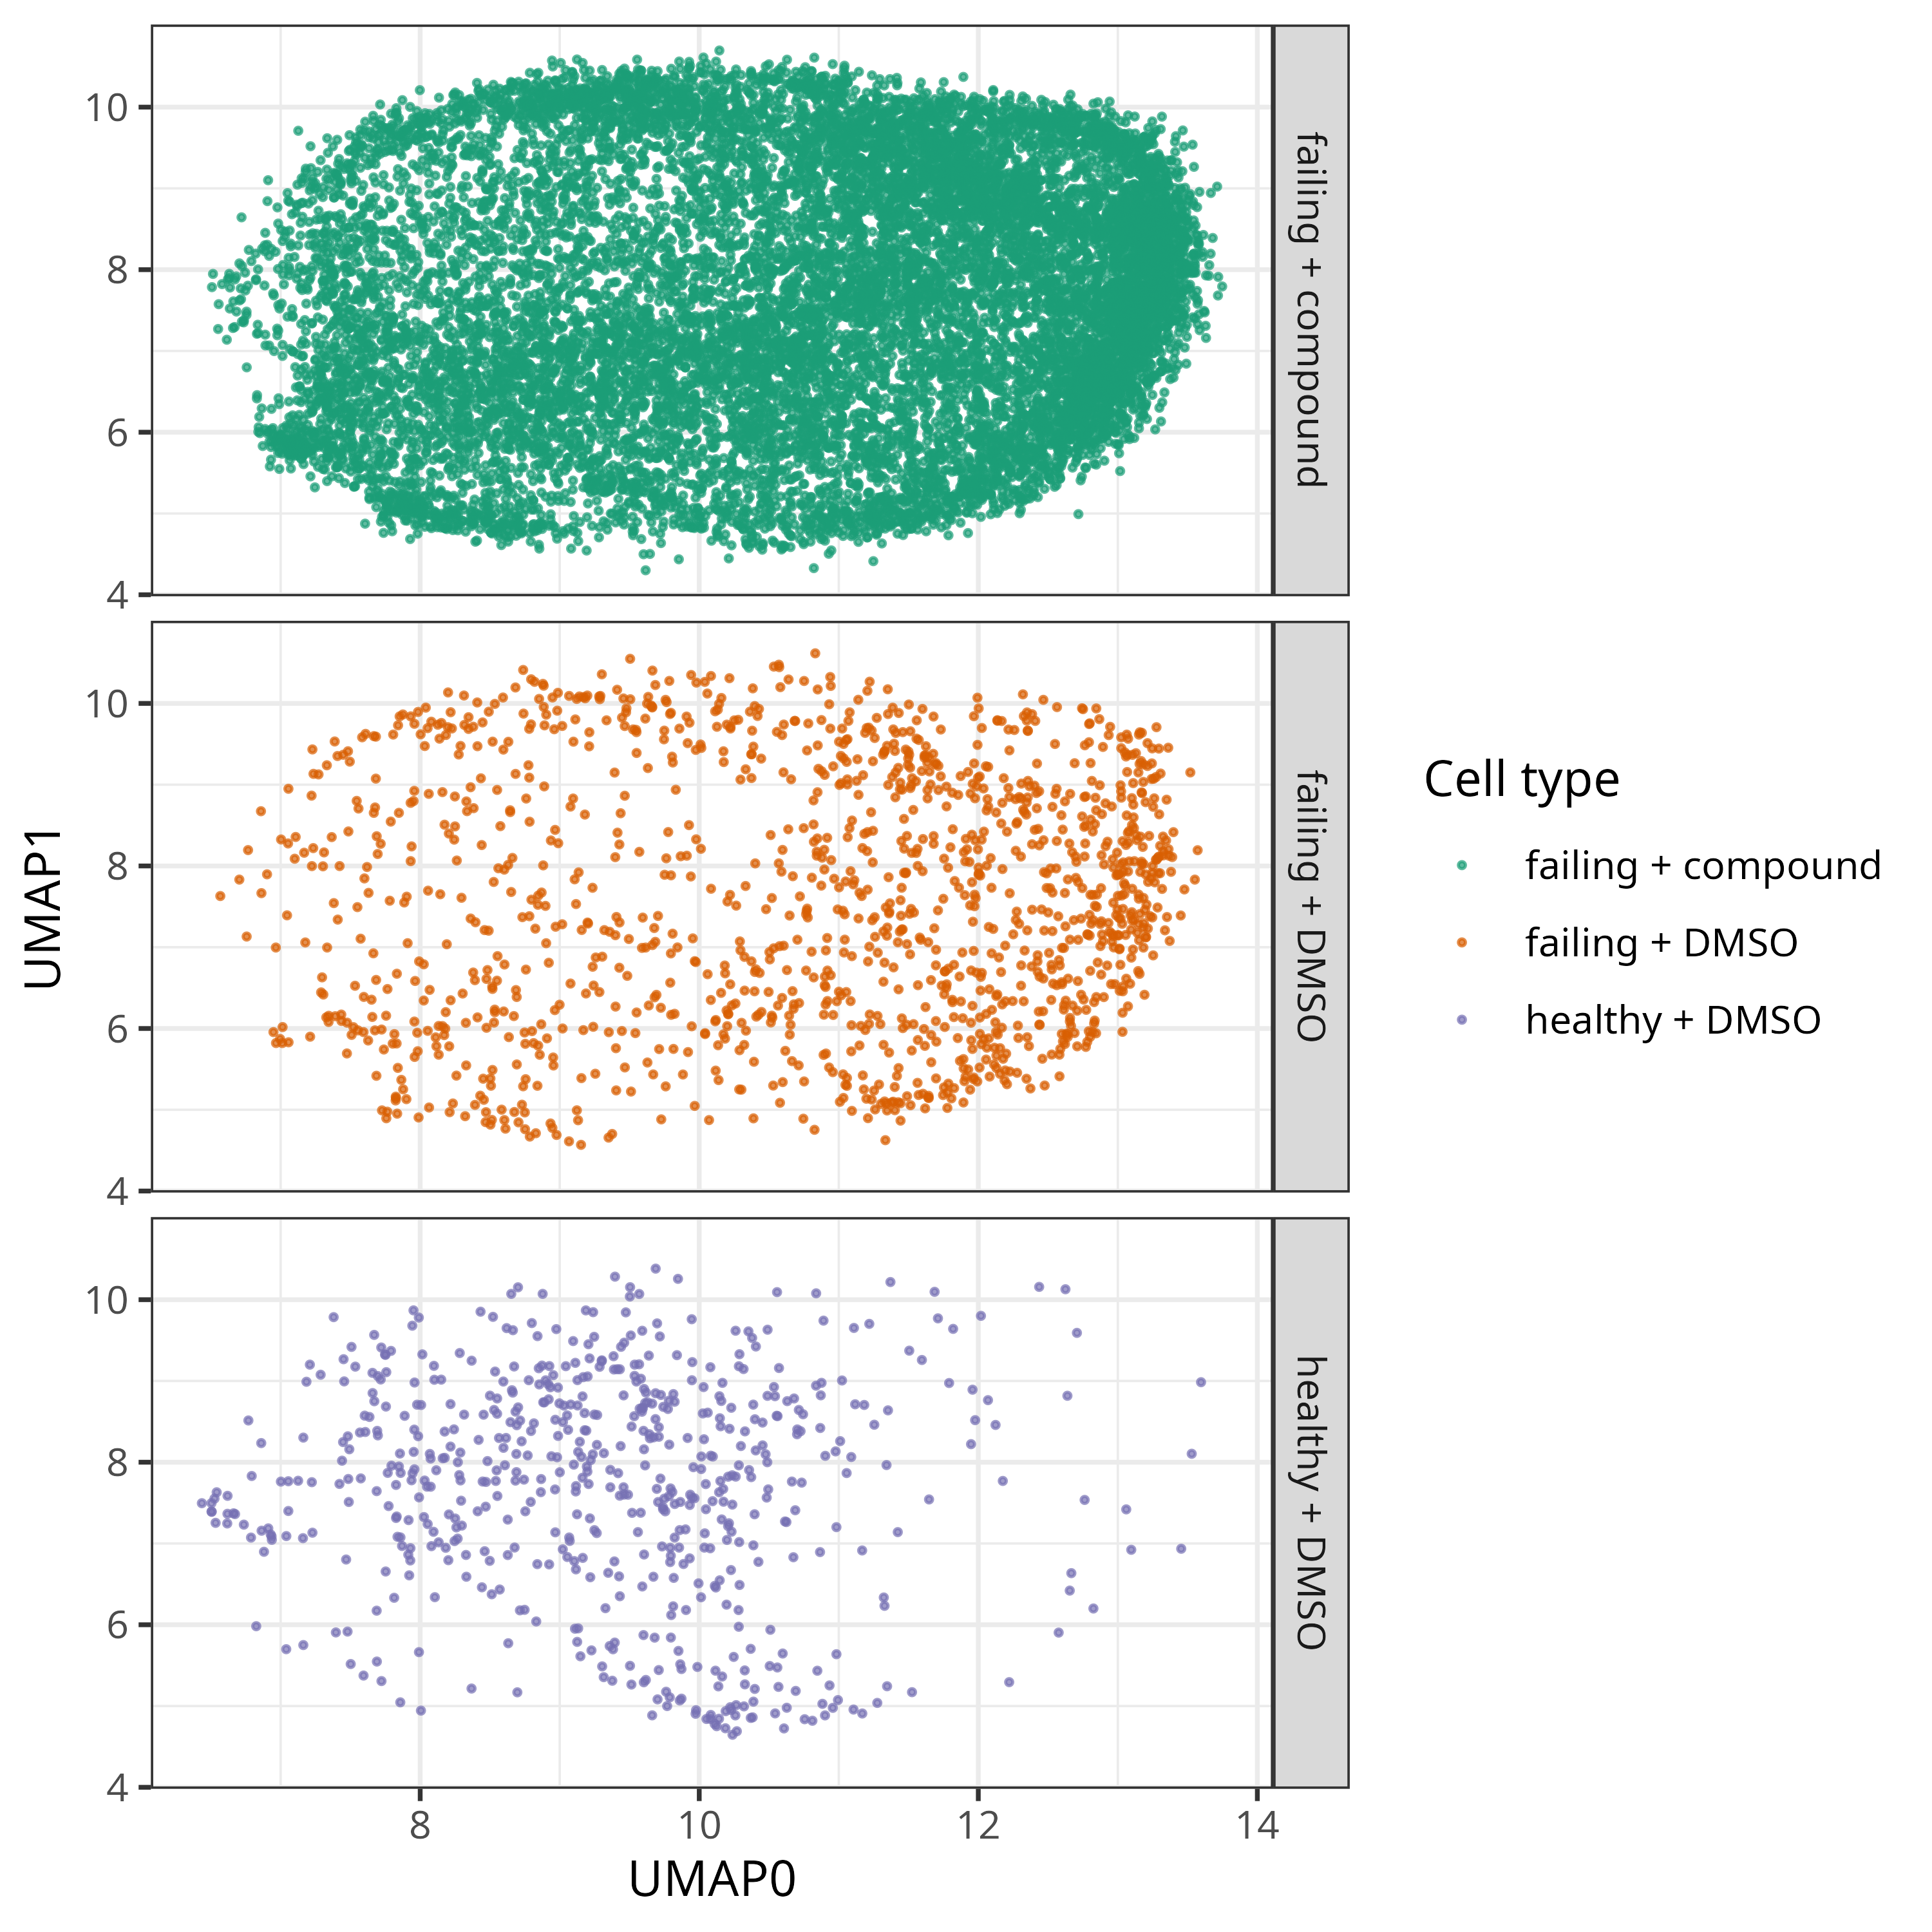 10
8
6
4
failing + compound
10
8
6
4
failing + DMSO
10
8
6
4
healthy + DMSO
8 10 12 14
UMAP0
UMAP1
Cell type
failing + compound
failing + DMSO
healthy + DMSO